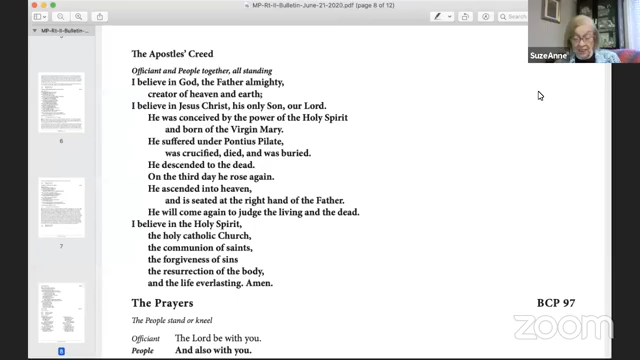 MP-Rt-II-Bulletin-June-21-2020.pdf (page 8 of 12)
Search
MP-Rt-II-Bulletin-...
SuzeAnne
6
7
8
The Apostles' Creed
Officiant and People together, all standing
I believe in God, the Father almighty,
creator of heaven and earth;
I believe in Jesus Christ, his only Son, our Lord.
He was conceived by the power of the Holy Spirit
and born of the Virgin Mary.
He suffered under Pontius Pilate,
was crucified, died, and was buried.
He descended to the dead.
On the third day he rose again.
He ascended into heaven,
and is seated at the right hand of the Father.
He will come again to judge the living and the dead.
I believe in the Holy Spirit,
the holy catholic Church,
the communion of saints,
the forgiveness of sins
the resurrection of the body,
and the life everlasting. Amen.
The Prayers BCP 97
The People stand or kneel
Officiant The Lord be with you.
People And also with you.
zoom